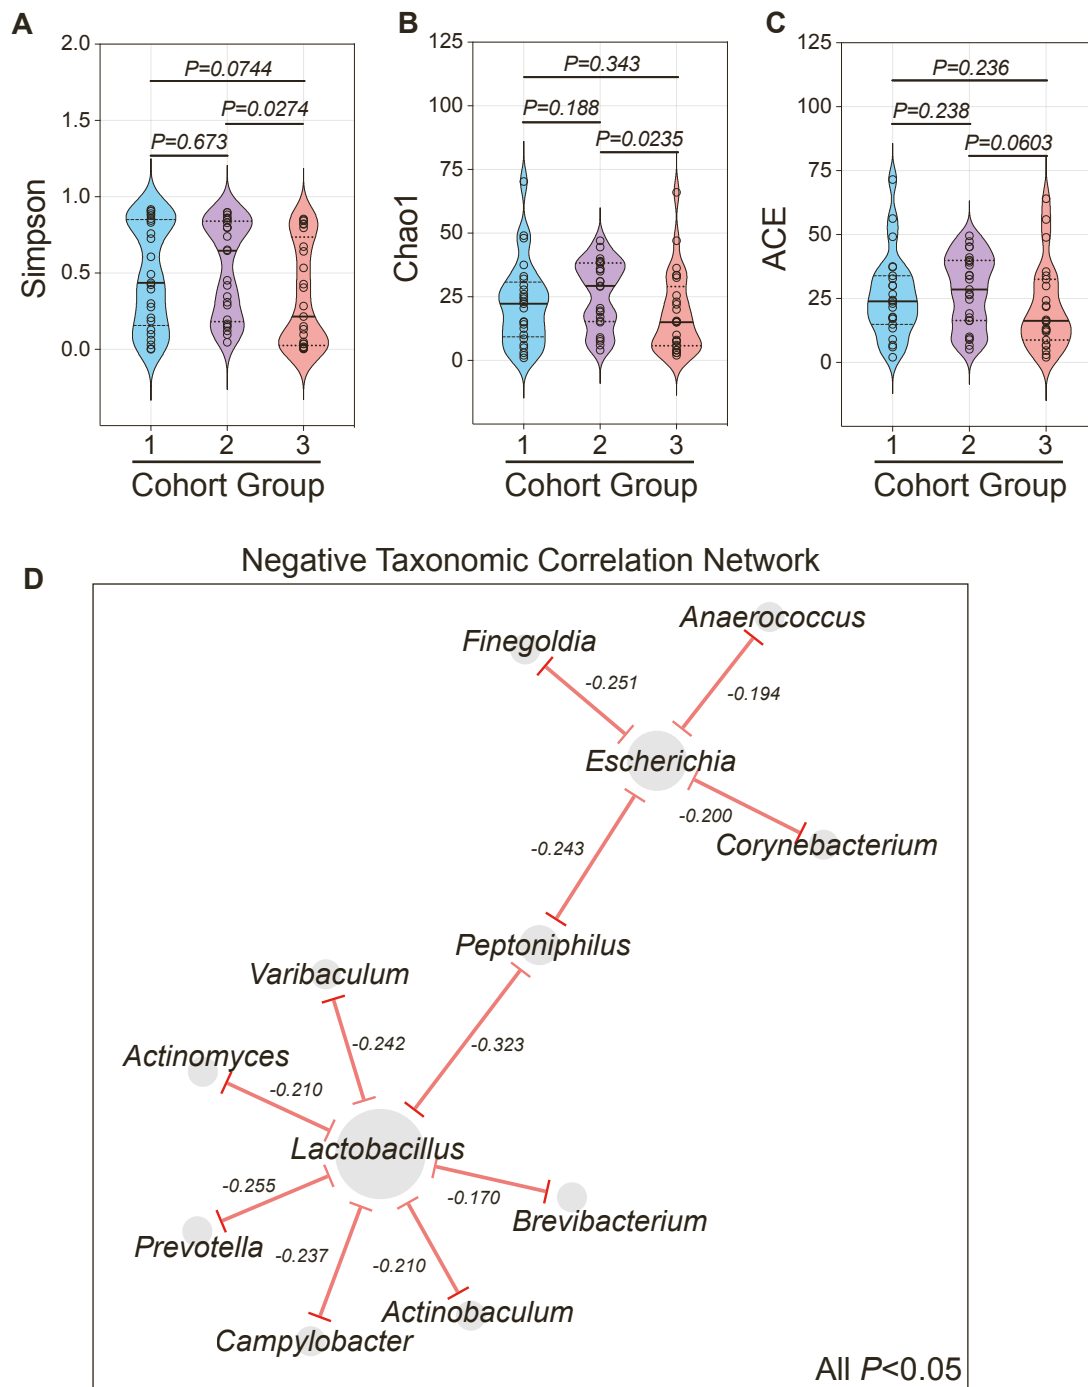 A
Simpson
2.0
1.5
1.0
0.5
0.0
P=0.0744
P=0.0274
P=0.673
1 2 3
Cohort Group
B
Chao1
125
100
75
50
25
0
P=0.343
P=0.188
P=0.0235
1 2 3
Cohort Group
C
ACE
125
100
75
50
25
0
P=0.236
P=0.238
P=0.0603
1 2 3
Cohort Group
D
Negative Taxonomic Correlation Network
Anaerococcus
Finegoldia
-0.251
-0.194
Escherichia
-0.200
Corynebacterium
-0.243
Peptoniphilus
Varibaculum
-0.242
-0.323
Actinomyces
-0.210
Lactobacillus
-0.255
-0.170
Brevibacterium
Prevotella
-0.237
-0.210
Actinobaculum
Campylobacter
All P<0.05